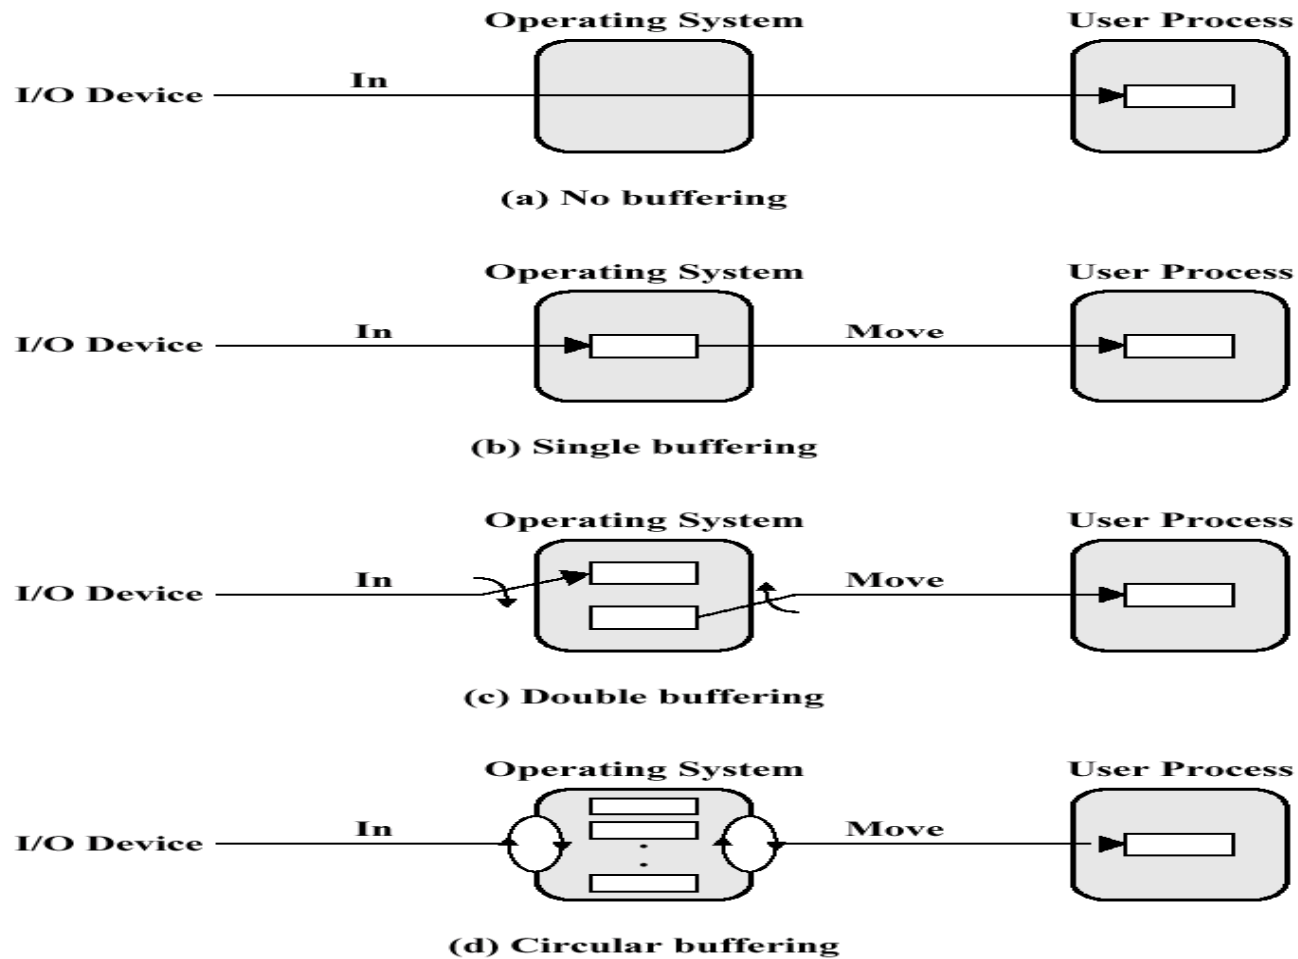 Operating System User Process
I/O Device In
(a) No buffering
Operating System User Process
I/O Device In Move
(b) Single buffering
Operating System User Process
I/O Device In Move
(c) Double buffering
Operating System User Process
I/O Device In Move
(d) Circular buffering